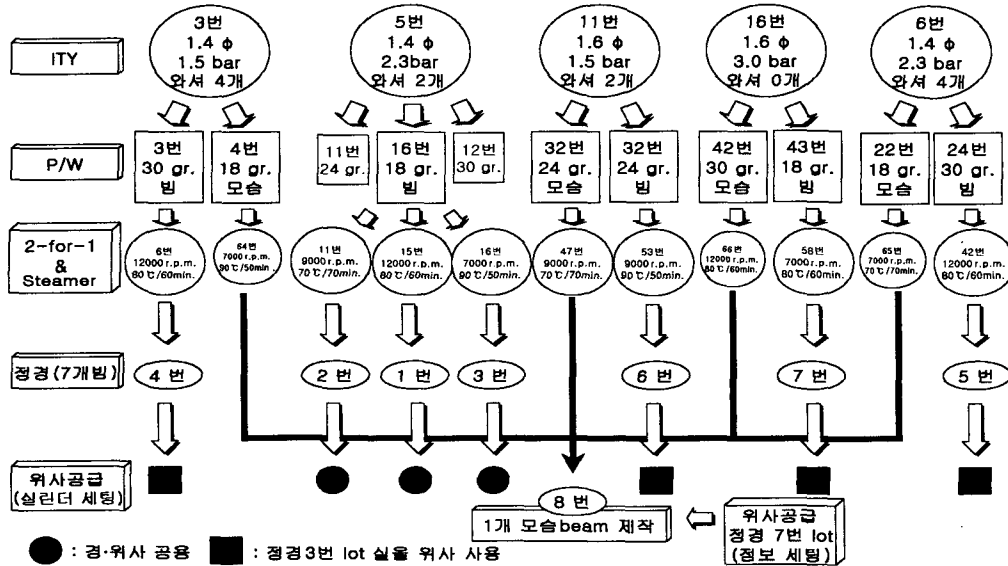 ITY
3번
1.4 φ
1.5 bar
와셔 4개
5번
1.4 φ
2.3bar
와셔 2개
11번
1.6 φ
1.5 bar
와셔 2개
16번
1.6 φ
3.0 bar
와셔 0개
6번
1.4 φ
2.3 bar
와셔 4개
P/W
3번
30 gr.
빔
4번
18 gr.
모슴
11번
24 gr.
16번
18 gr.
빔
12번
30 gr.
32번
24 gr.
모슴
32번
24 gr.
빔
42번
30 gr.
모슴
43번
18 gr.
빔
22번
18 gr.
모슴
24번
30 gr.
빔
2-for-1
&
Steamer
6번
12000 r.p.m.
80℃/60min.
64번
7000 r.p.m.
90℃/50min.
11번
9000 r.p.m.
70℃/70min.
15번
12000 r.p.m.
80℃/60min.
16번
7000 r.p.m.
90℃/50min.
47번
9000 r.p.m.
70℃/70min.
53번
9000 r.p.m.
90℃/50min.
66번
12000 r.p.m.
80℃/60min.
58번
7000 r.p.m.
80℃/60min.
65번
7000 r.p.m.
70℃/70min.
42번
12000 r.p.m.
80℃/60min.
정경(7개빔)
4 번
2 번
1 번
3 번
6 번
7 번
5 번
위사공급
(실린더 세팅)
8 번
1개 모슴beam 제작
위사공급
정경 7번 lot
(점보 세팅)
: 경·위사 공용
: 정경3번 lot 실을 위사 사용